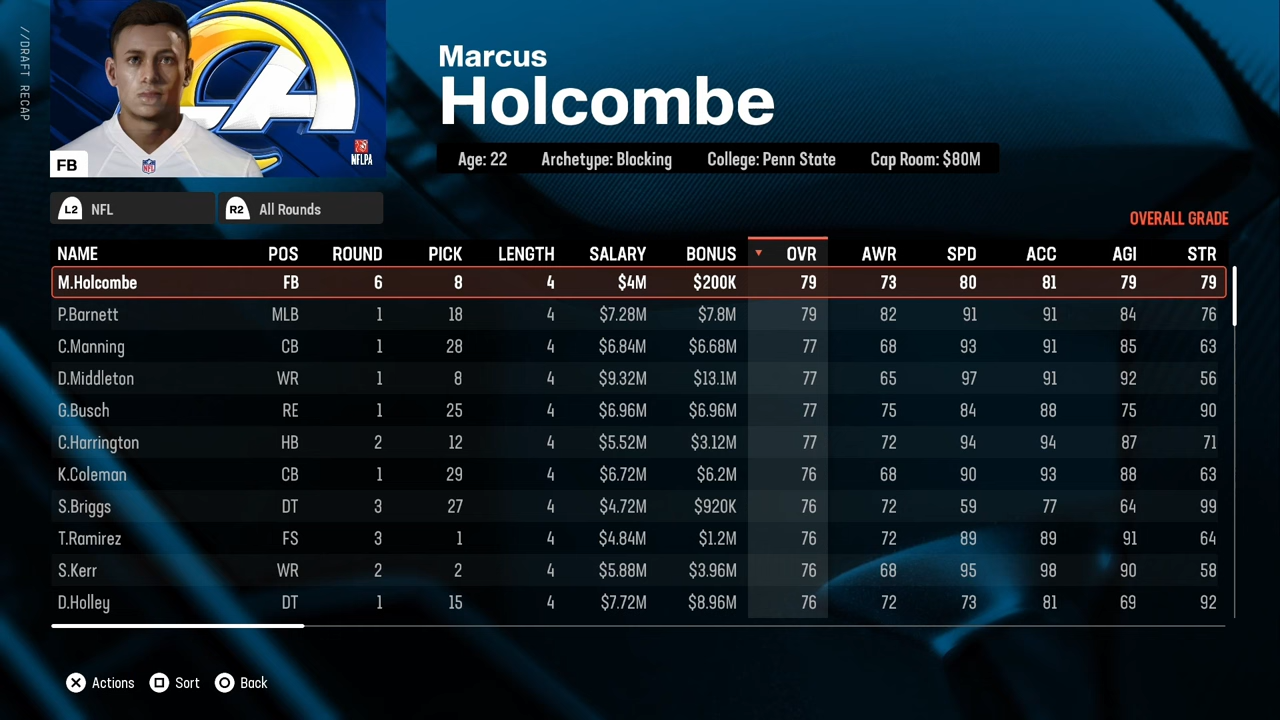 //DRAFT RECAP
LA
NFLPA
FB
NFL
Marcus
Holcombe
Age: 22 Archetype: Blocking College: Penn State Cap Room: $80M
L2 NFL R2 All Rounds
OVERALL GRADE
NAME POS ROUND PICK LENGTH SALARY BONUS OVR AWR SPD ACC AGI STR
M.Holcombe FB 6 8 4 $4M $200K 79 73 80 81 79 79
P.Barnett MLB 1 18 4 $7.28M $7.8M 79 82 91 91 84 76
C.Manning CB 1 28 4 $6.84M $6.68M 77 68 93 91 85 63
D.Middleton WR 1 8 4 $9.32M $13.1M 77 65 97 91 92 56
G.Busch RE 1 25 4 $6.96M $6.96M 77 75 84 88 75 90
C.Harrington HB 2 12 4 $5.52M $3.12M 77 72 94 94 87 71
K.Coleman CB 1 29 4 $6.72M $6.2M 76 68 90 93 88 63
S.Briggs DT 3 27 4 $4.72M $920K 76 72 59 77 64 99
T.Ramirez FS 3 1 4 $4.84M $1.2M 76 72 89 89 91 64
S.Kerr WR 2 2 4 $5.88M $3.96M 76 68 95 98 90 58
D.Holley DT 1 15 4 $7.72M $8.96M 76 72 73 81 69 92
Actions Sort Back